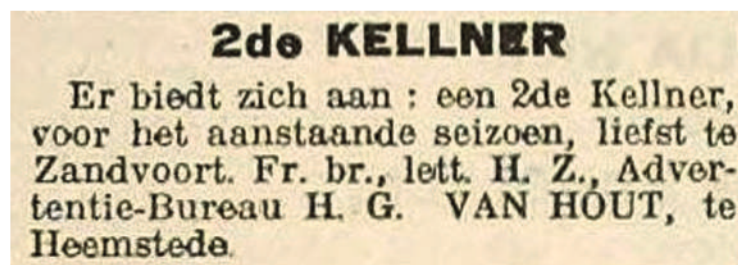 2de KELLNER
Er biedt zich aan : een 2de Kellner,
voor het aanstaande seizoen, liefst te
Zandvoort. Fr. br., lett. H. Z., Adver-
tentie-Bureau H. G. VAN HOUT, te
Heemstede.